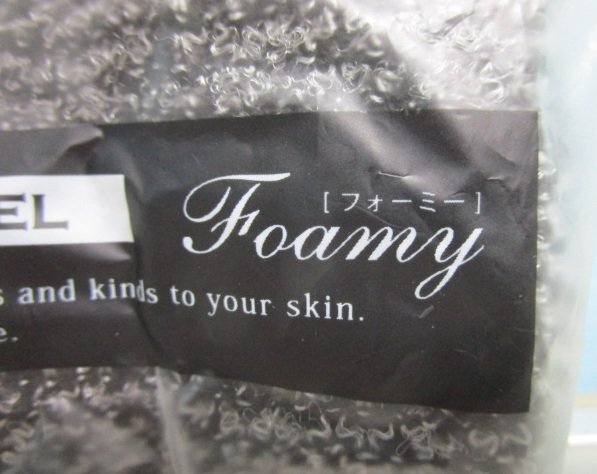 EL
[フォーミー]
Foamy
s and kinds to your skin.
e.